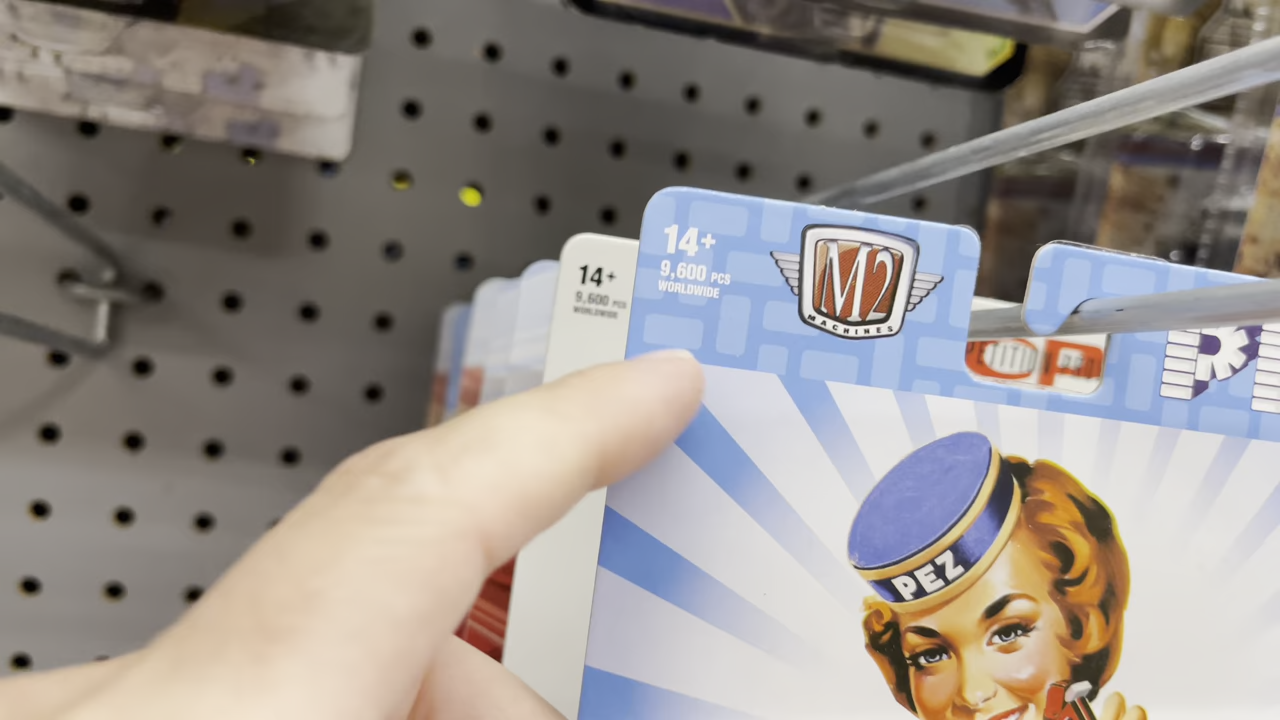 14+
9,600 PCS
WORLDWIDE
M2
MACHINES
14+
9,600 PCS
WORLDWIDE
PEZ